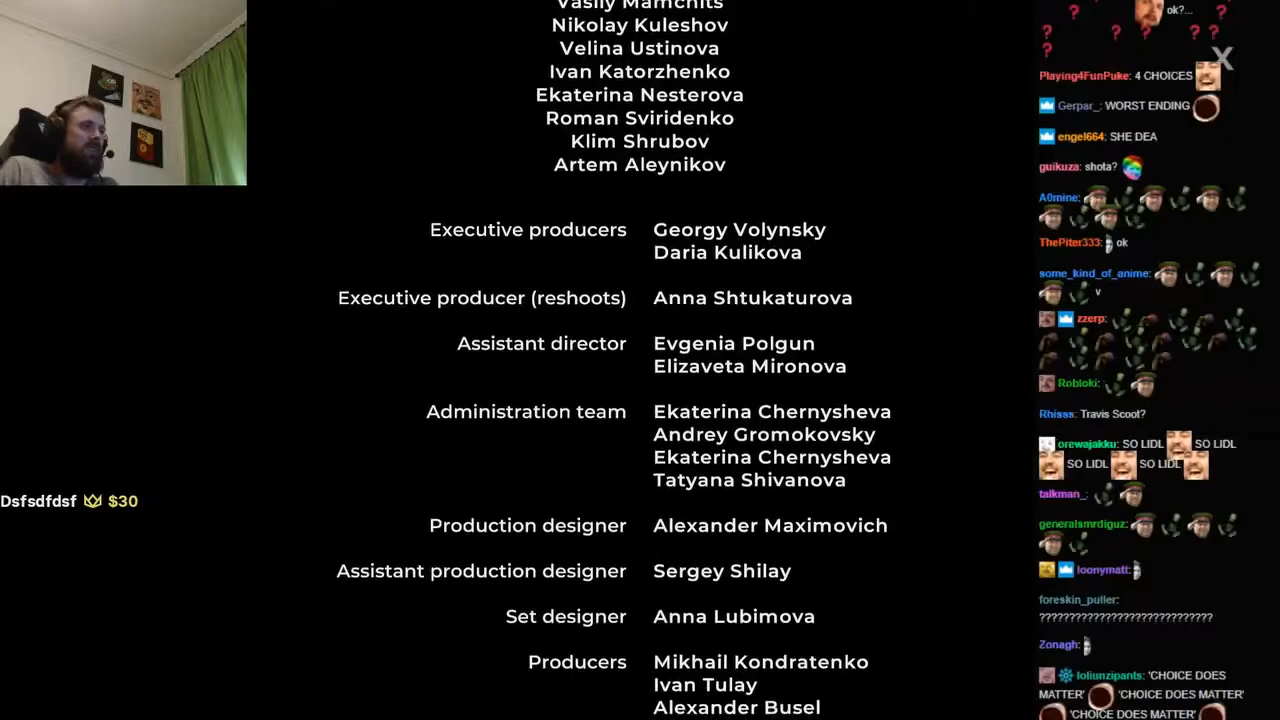 Vasily Mamchits
Nikolay Kuleshov
Velina Ustinova
Ivan Katorzhenko
Ekaterina Nesterova
Roman Sviridenko
Klim Shrubov
Artem Aleynikov
Executive producers Georgy Volynsky
Daria Kulikova
Executive producer (reshoots) Anna Shtukaturova
Assistant director Evgenia Polgun
Elizaveta Mironova
Administration team Ekaterina Chernysheva
Andrey Gromokovsky
Ekaterina Chernysheva
Tatyana Shivanova
Production designer Alexander Maximovich
Assistant production designer Sergey Shilay
Set designer Anna Lubimova
Producers Mikhail Kondratenko
Ivan Tulay
Alexander Busel
Dsfsdfdsf $30
ok?...
? ?
? ? ? ? ?
?
X
Playing4FunPuke: 4 CHOICES
Gerpar_: WORST ENDING
engel664: SHE DEA
guikuza: shota?
A0mine:
ThePiter333: ok
some_kind_of_anime:
v
zzerp:
Robloki:
Rhisss: Travis Scoot?
orewajakku: SO LIDL SO LIDL
SO LIDL SO LIDL
talkman_:
generalsmrdiguz:
loonymatt:
foreskin_puller:
?????????????????????????????
Zonagh:
loliunzipants: 'CHOICE DOES
MATTER' 'CHOICE DOES MATTER'
'CHOICE DOES MATTER'